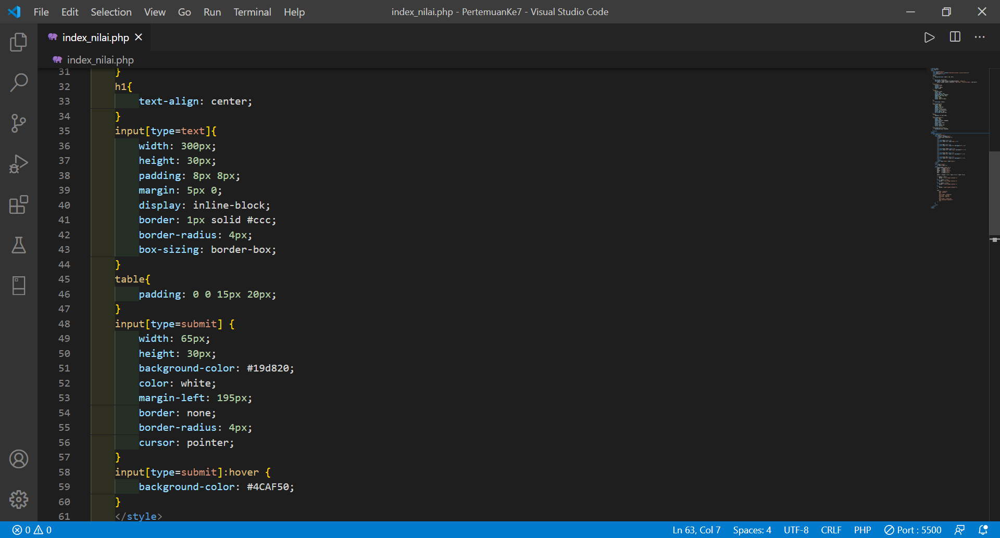 File Edit Selection View Go Run Terminal Help index_nilai.php - PertemuanKe7 - Visual Studio Code
index_nilai.php
index_nilai.php
31 }
32 h1{
33 text-align: center;
34 }
35 input[type=text]{
36 width: 300px;
37 height: 30px;
38 padding: 8px 8px;
39 margin: 5px 0;
40 display: inline-block;
41 border: 1px solid #ccc;
42 border-radius: 4px;
43 box-sizing: border-box;
44 }
45 table{
46 padding: 0 0 15px 20px;
47 }
48 input[type=submit] {
49 width: 65px;
50 height: 30px;
51 background-color: #19d820;
52 color: white;
53 margin-left: 195px;
54 border: none;
55 border-radius: 4px;
56 cursor: pointer;
57 }
58 input[type=submit]:hover {
59 background-color: #4CAF50;
60 }
61 </style>
0 0 Ln 63, Col 7 Spaces: 4 UTF-8 CRLF PHP Port : 5500